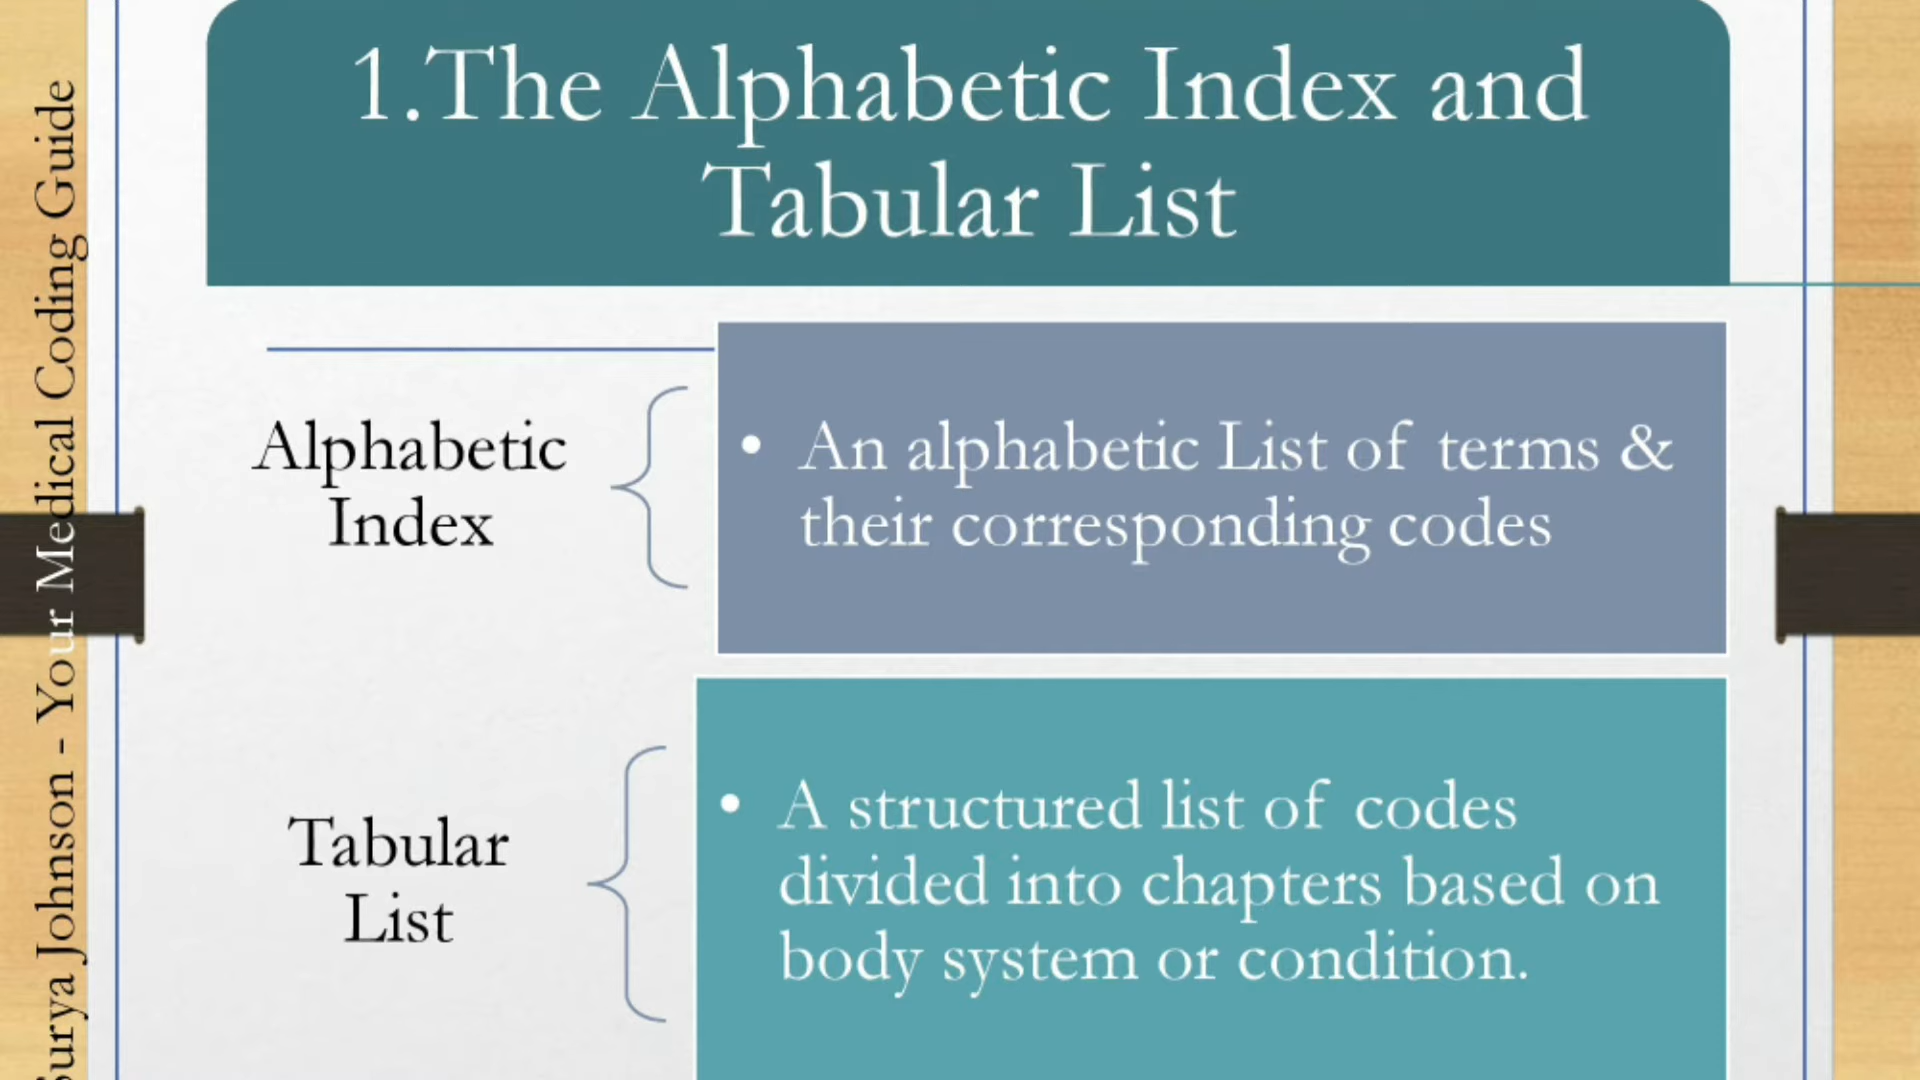 1.The Alphabetic Index and
Tabular List
Alphabetic
Index
• An alphabetic List of terms &
their corresponding codes
Tabular
List
• A structured list of codes
divided into chapters based on
body system or condition.
Surya Johnson - Your Medical Coding Guide